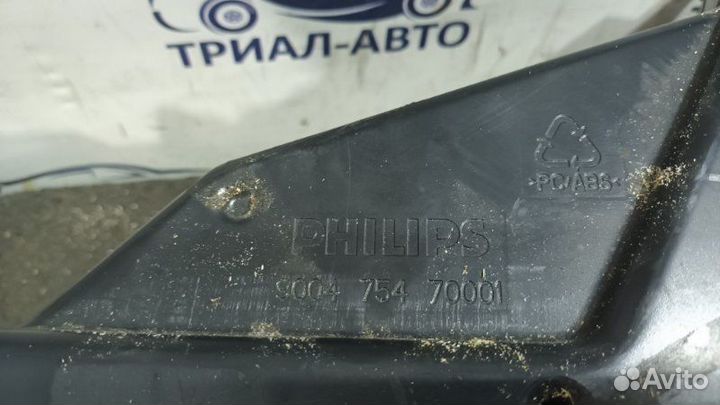 ТРИАЛ-АВТО
>PC/ABS<
PHILIPS
9004 754 70001
Avito